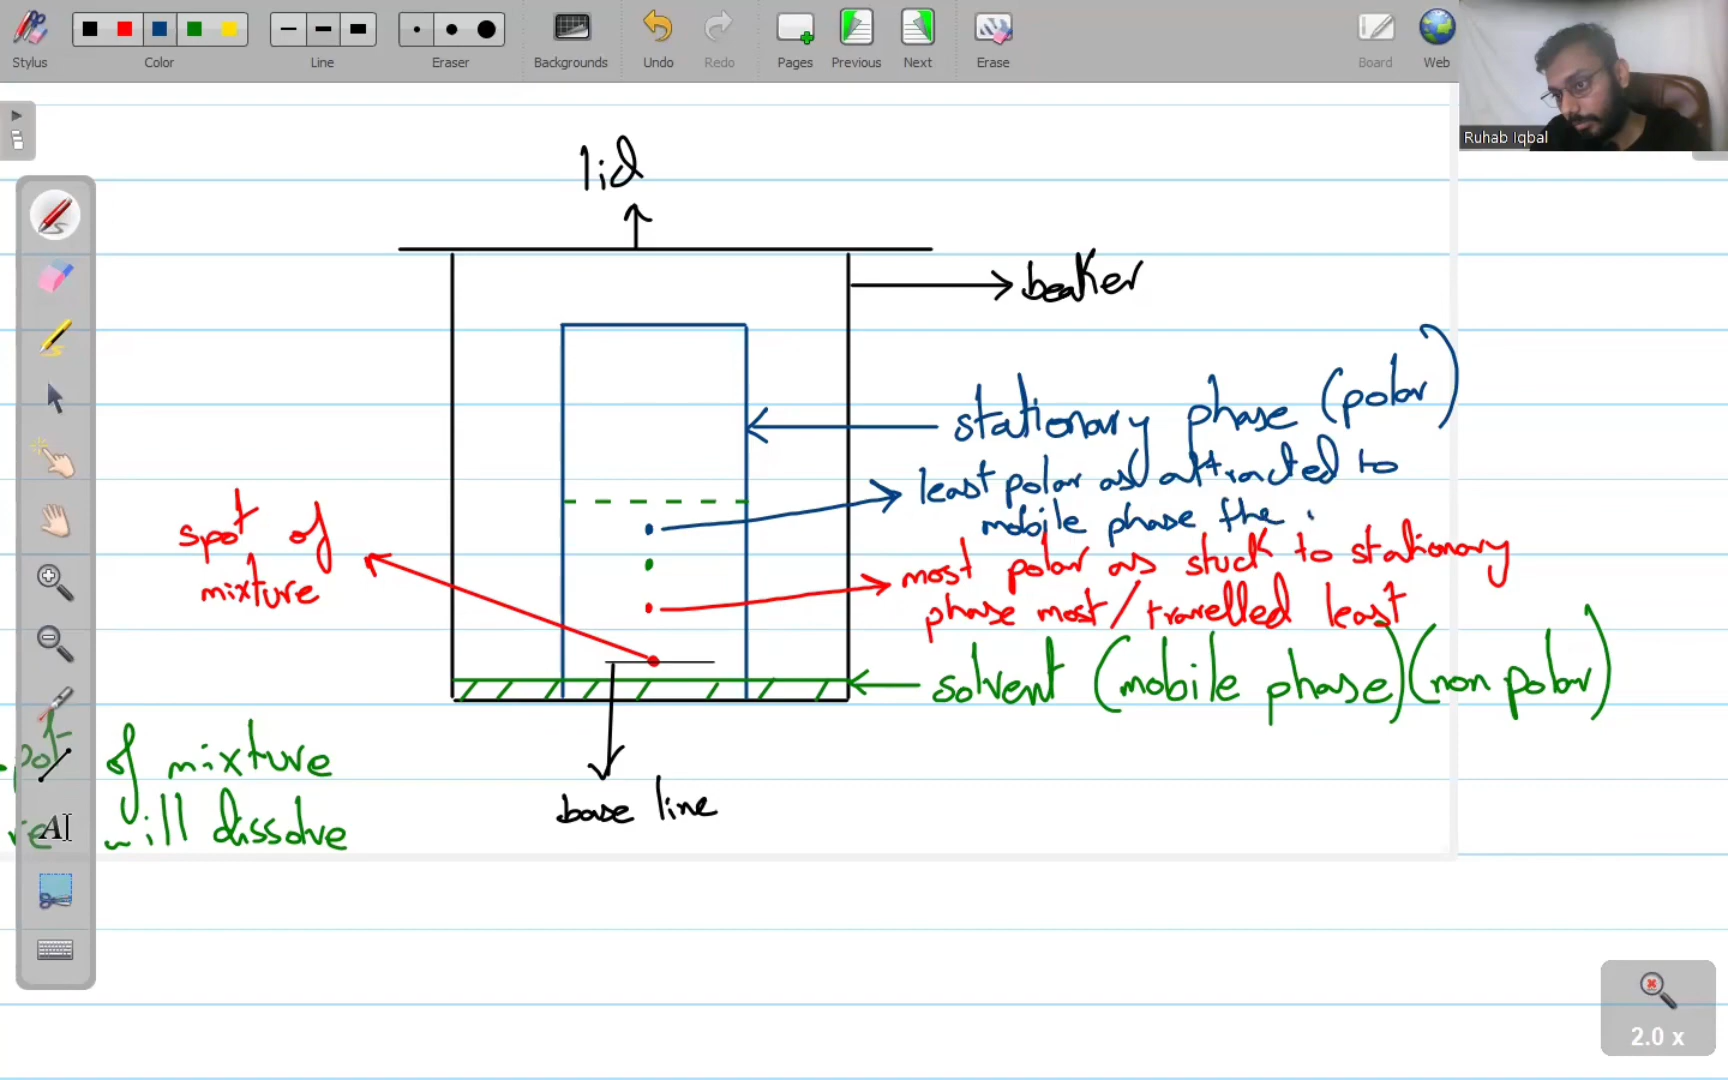 Stylus
Color
Line
Eraser
Backgrounds
Undo
Redo
Pages
Previous
Next
Erase
Board
Web
Ruhab Iqbal
lid
beaker
stationary phase (polar)
least polar as attracted to
mobile phase the
spot of
mixture
most polar as stuck to stationary
phase most/travelled least
solvent (mobile phase)(non polar)
base line
spot of mixture
will dissolve
2.0 x